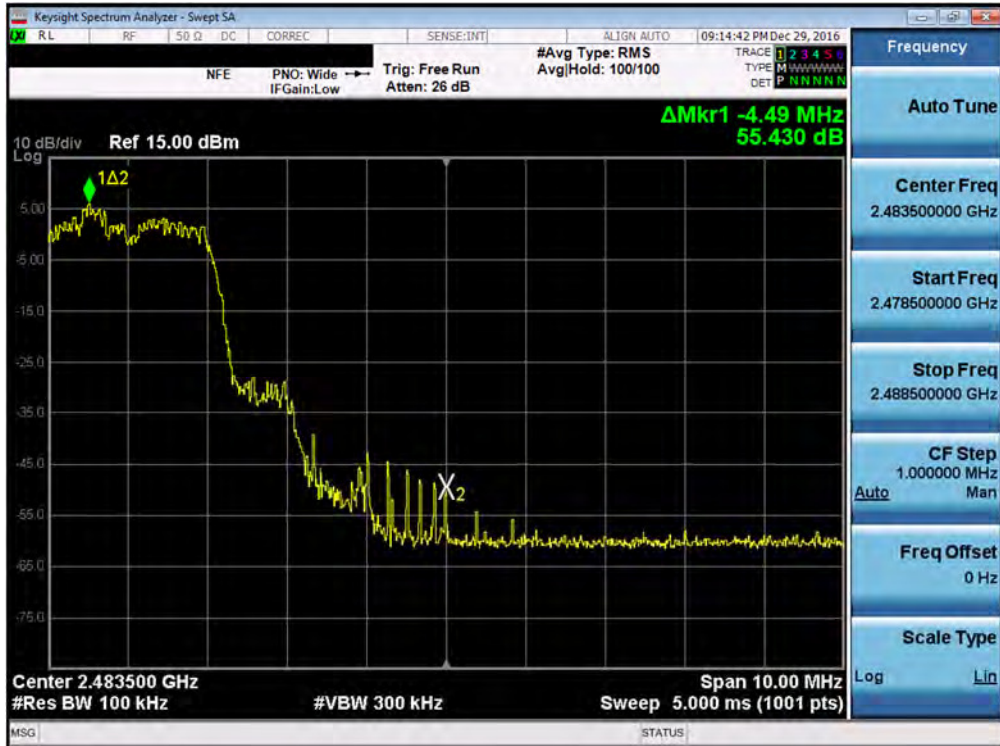 Keysight Spectrum Analyzer - Swept SA
LXI RL RF 50 Ω DC CORREC SENSE:INT ALIGN AUTO 09:14:42 PM Dec 29, 2016
NFE PNO: Wide IFGain:Low
Trig: Free Run
Atten: 26 dB
#Avg Type: RMS
Avg|Hold: 100/100
TRACE 1 2 3 4 5 6
TYPE M W W W W W
DET P N N N N N
ΔMkr1 -4.49 MHz
55.430 dB
10 dB/div Ref 15.00 dBm
Log
1Δ2
5.00
-5.00
-15.0
-25.0
-35.0
-45.0
X2
-55.0
-65.0
-75.0
Center 2.483500 GHz Span 10.00 MHz
#Res BW 100 kHz #VBW 300 kHz Sweep 5.000 ms (1001 pts)
MSG STATUS
Frequency
Auto Tune
Center Freq
2.483500000 GHz
Start Freq
2.478500000 GHz
Stop Freq
2.488500000 GHz
CF Step
1.000000 MHz
Auto Man
Freq Offset
0 Hz
Scale Type
Log Lin